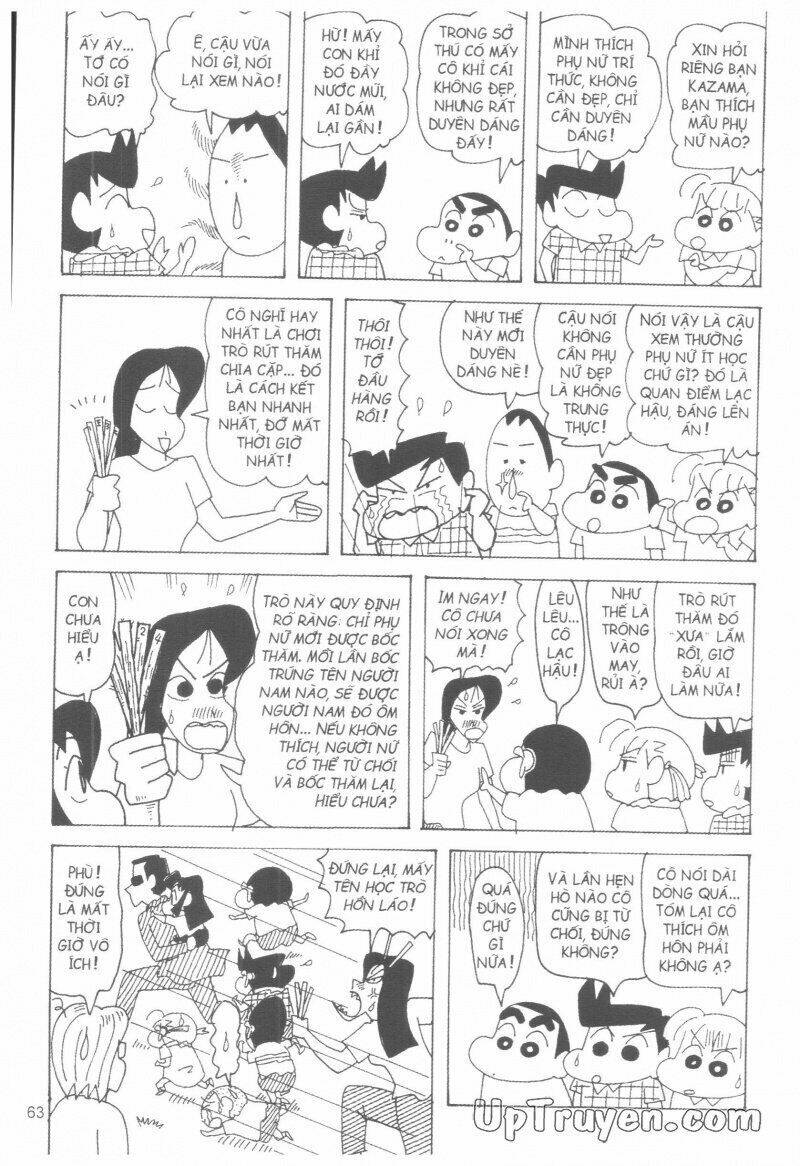 XIN HỎI
RIÊNG BẠN
KAZAMA,
BẠN THÍCH
MẪU PHỤ
NỮ NÀO?
MÌNH THÍCH
PHỤ NỮ TRÍ
THỨC, KHÔNG
CẦN ĐẸP, CHỈ
CẦN DUYÊN
DÁNG!
TRONG SỞ
THÚ CÓ MẤY
CÔ KHỈ CÁI
KHÔNG ĐẸP,
NHƯNG RẤT
DUYÊN DÁNG
ĐẤY!
HỪ! MẤY
CON KHỈ
ĐÓ ĐẦY
NƯỚC MŨI,
AI DÁM
LẠI GẦN!
Ê, CẬU VỪA
NÓI GÌ, NÓI
LẠI XEM NÀO!
ẤY ẤY...
TỚ CÓ
NÓI GÌ
ĐÂU?
NÓI VẬY LÀ CẬU
XEM THƯỜNG
PHỤ NỮ ÍT HỌC
CHỨ GÌ? ĐÓ LÀ
QUAN ĐIỂM LẠC
HẬU, ĐÁNG LÊN
ÁN!
CẬU NÓI
KHÔNG
CẦN PHỤ
NỮ ĐẸP
LÀ KHÔNG
TRUNG
THỰC!
NHƯ THẾ
NÀY MỚI
DUYÊN
DÁNG NÈ!
THÔI
THÔI!
TỚ
ĐẦU
HÀNG
RỒI!
CÔ NGHĨ HAY
NHẤT LÀ CHƠI
TRÒ RÚT THĂM
CHIA CẶP... ĐÓ
LÀ CÁCH KẾT
BẠN NHANH
NHẤT, ĐỠ MẤT
THỜI GIỜ
NHẤT!
TRÒ RÚT
THĂM ĐÓ
"XƯA" LẮM
RỒI, GIỜ
ĐÂU AI
LÀM NỮA!
NHƯ
THẾ LÀ
TRÔNG
VÀO
MAY,
RỦI À?
LÊU
LÊU...
CÔ
LẠC
HẬU!
IM NGAY!
CÔ CHƯA
NÓI XONG
MÀ!
TRÒ NÀY QUY ĐỊNH
RÕ RÀNG: CHỈ PHỤ
NỮ MỚI ĐƯỢC BỐC
THĂM. MỖI LẦN BỐC
TRÚNG TÊN NGƯỜI
NAM NÀO, SẼ ĐƯỢC
NGƯỜI NAM ĐÓ ÔM
HÔN... NẾU KHÔNG
THÍCH, NGƯỜI NỮ
CÓ THỂ TỪ CHỐI
VÀ BỐC THĂM LẠI,
HIỂU CHƯA?
2
4
CON
CHƯA
HIỂU
Ạ!
CÔ NÓI DÀI
DÒNG QUÁ...
TÓM LẠI CÔ
THÍCH ÔM
HÔN PHẢI
KHÔNG Ạ?
VÀ LẦN HẸN
HÒ NÀO CÔ
CŨNG BỊ TỪ
CHỐI, ĐÚNG
KHÔNG?
QUÁ
ĐÚNG
CHỨ
GÌ
NỮA!
ĐỨNG LẠI, MẤY
TÊN HỌC TRÒ
HỖN LÁO!
PHÙ!
ĐÚNG
LÀ MẤT
THỜI
GIỜ VÔ
ÍCH!
63
UpTruyen.com